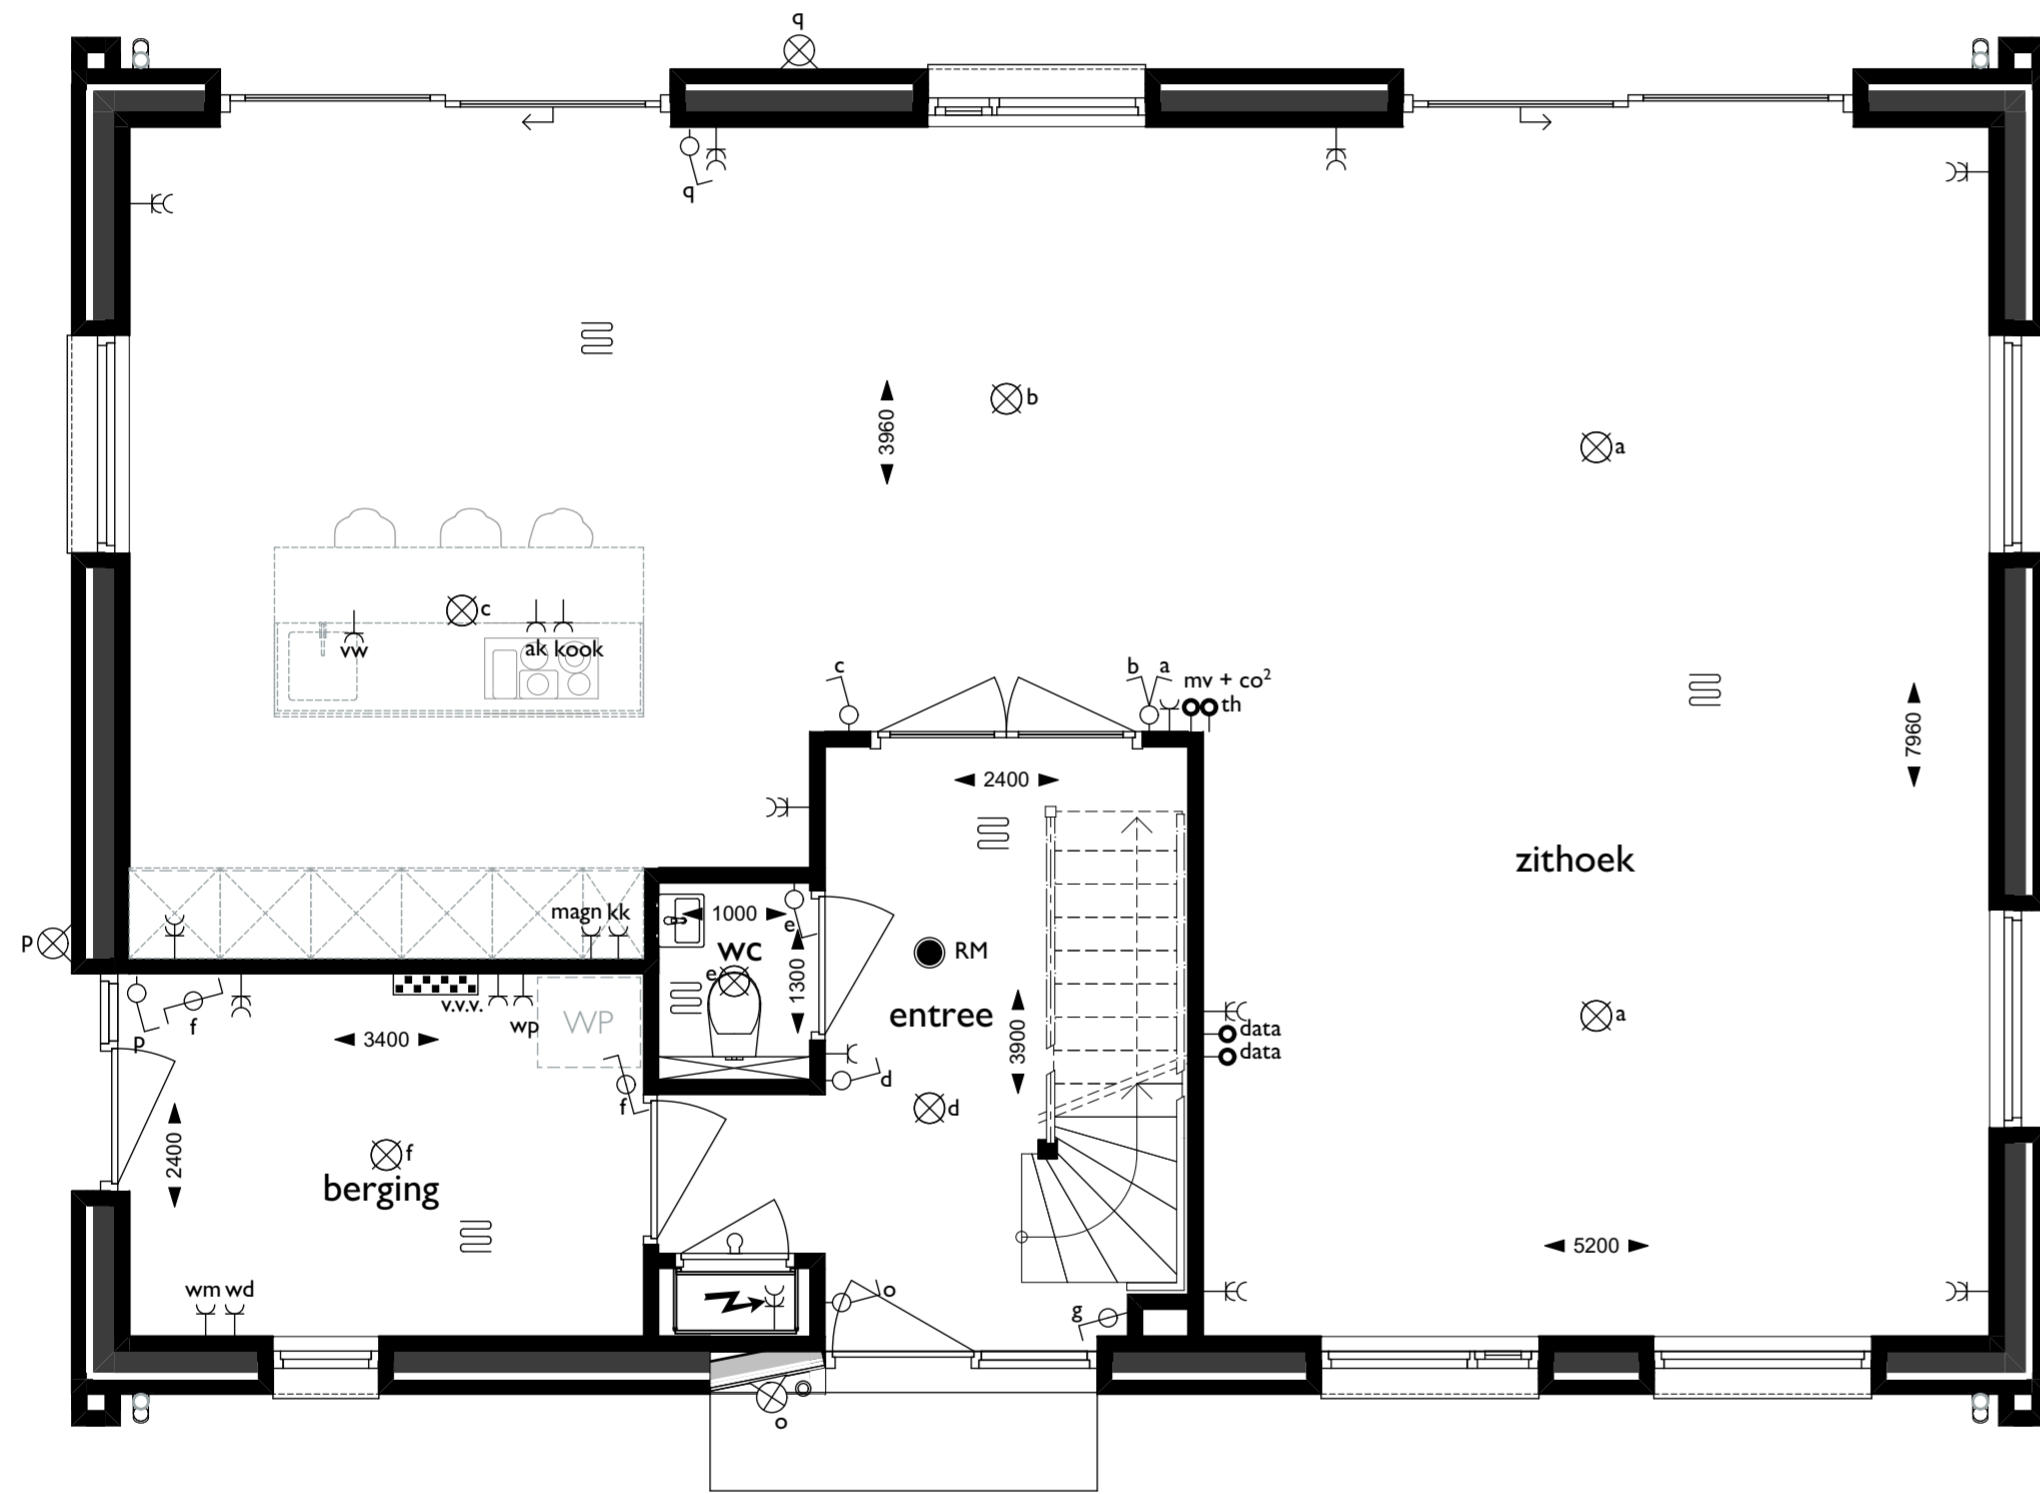 q
q
b
3960
a
c
vw
ak kook
c
b a
mv + co²
th
7960
2400
zithoek
magn kk
1000
e
p
wc
e
RM
1300
v.v.v.
f
wp
WP
entree
a
p
3400
3900
data
data
d
f
d
2400
f
berging
5200
wm wd
o
g
o